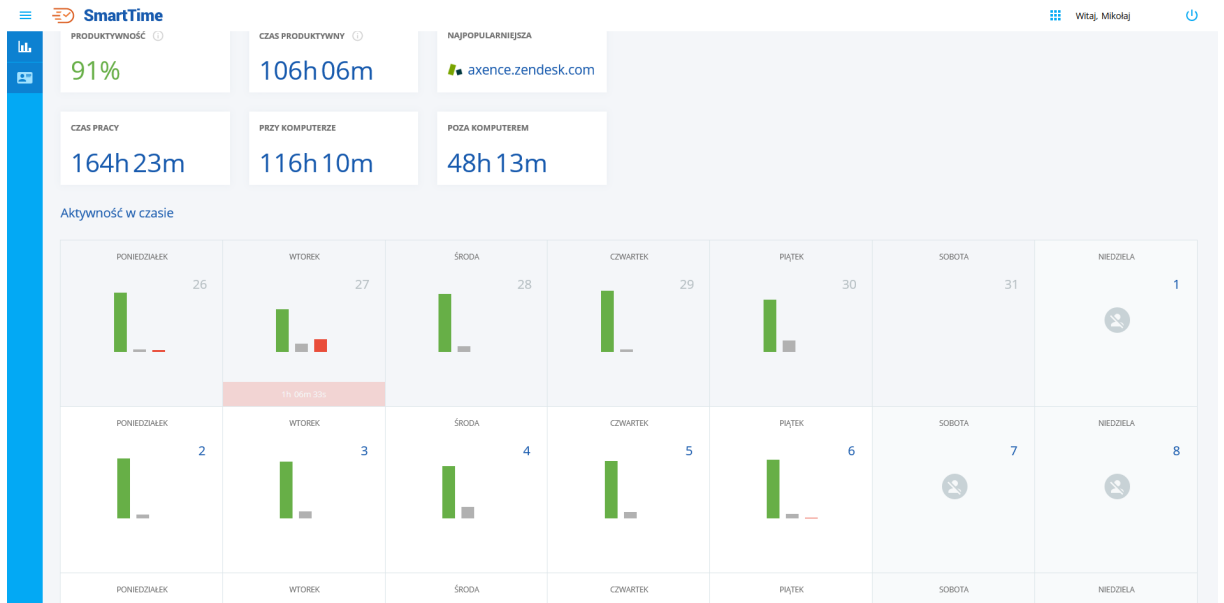 SmartTime
Witaj, Mikołaj
PRODUKTYWNOŚĆ CZAS PRODUKTYWNY NAJPOPULARNIEJSZA
91% 106h 06m axence.zendesk.com
CZAS PRACY PRZY KOMPUTERZE POZA KOMPUTEREM
164h 23m 116h 10m 48h 13m
Aktywność w czasie
PONIEDZIAŁEK WTOREK ŚRODA CZWARTEK PIĄTEK SOBOTA NIEDZIELA
26 27 28 29 30 31 1
1h 06m
PONIEDZIAŁEK WTOREK ŚRODA CZWARTEK PIĄTEK SOBOTA NIEDZIELA
2 3 4 5 6 7 8
PONIEDZIAŁEK WTOREK ŚRODA CZWARTEK PIĄTEK SOBOTA NIEDZIELA